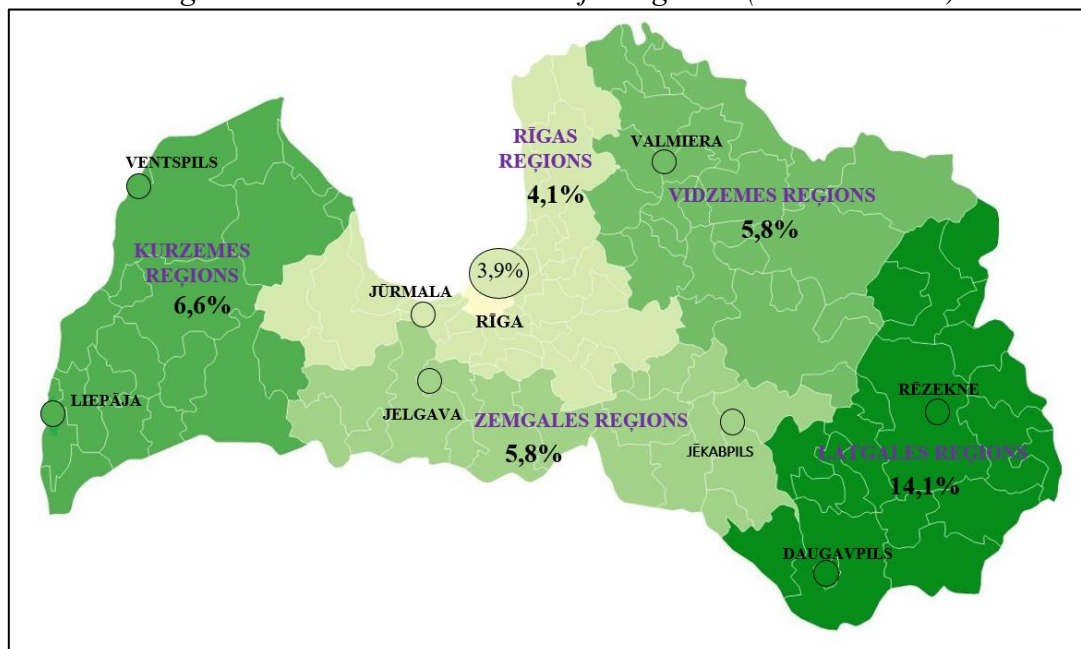 RĪGAS
REĢIONS
4,1%
VALMIERA
VENTSPILS
VIDZEMES REĢIONS
5,8%
KURZEMES
REĢIONS
6,6%
3,9%
JŪRMALA
RĪGA
LIEPĀJA
JELGAVA
ZEMGALES REĢIONS
5,8%
JĒKABPILS
RĒZEKNE
LATGALES REĢIONS
14,1%
DAUGAVPILS